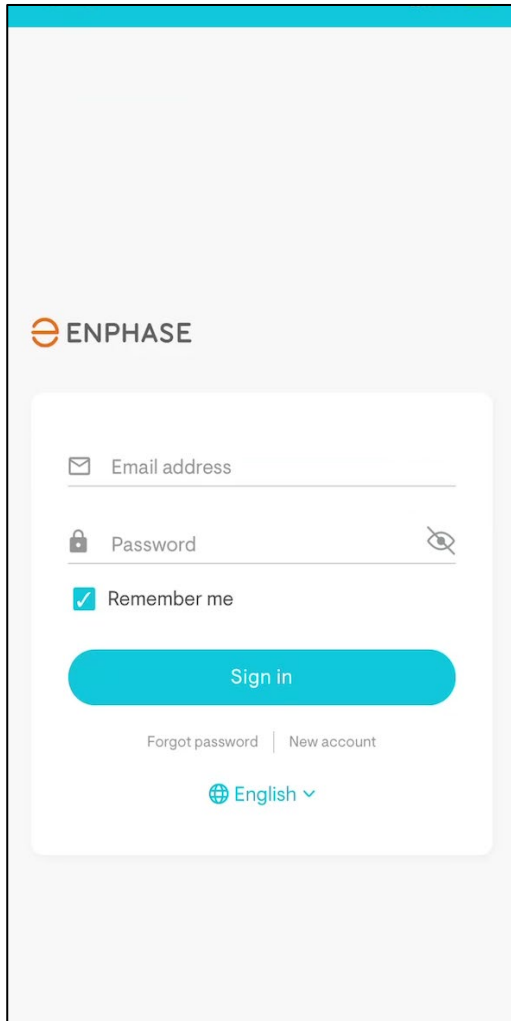 ENPHASE
Email address
Password
Remember me
Sign in
Forgot password | New account
English